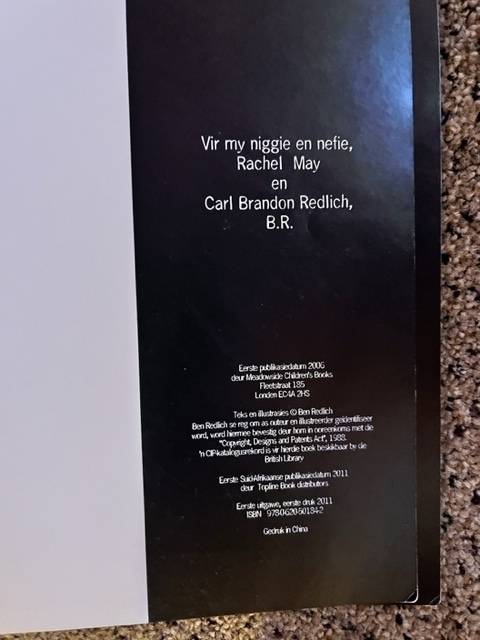 Vir my niggie en nefie,
Rachel May
en
Carl Brandon Redlich,
B.R.
Eerste publikasiedatum 2006
deur Meadowside Children's Books
Fleetstraat 185
Londen EC4A 2HS
Teks en illustrasies © Ben Redlich
Ben Redlich se reg om as outeur en illustreerder geïdentifiseer
word, word hiermee bevestig deur hom in ooreenkoms met die
"Copyright, Designs and Patents Act", 1988.
'n CIP-katalogusrekord is vir hierdie boek beskikbaar by die
British Library
Eerste Suid-Afrikaanse publikasiedatum 2011
deur Topline Book distributors
Eerste uitgawe, eerste druk 2011
ISBN 978-0-620-50184-2
Gedruk in China